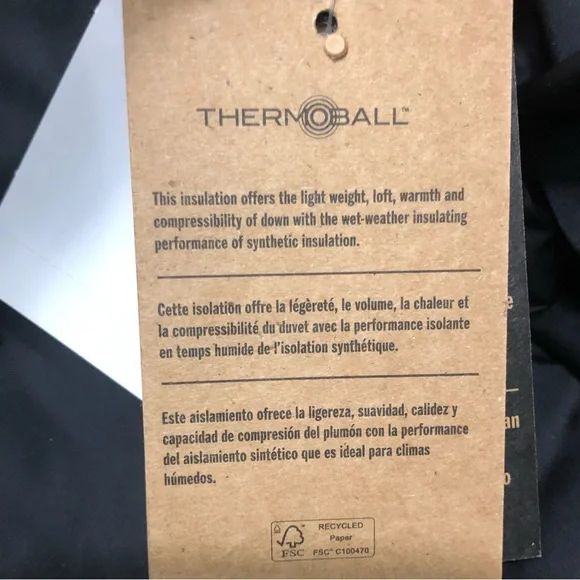 THERMOBALL™
This insulation offers the light weight, loft, warmth and
compressibility of down with the wet-weather insulating
performance of synthetic insulation.
Cette isolation offre la légèreté, le volume, la chaleur et
la compressibilité du duvet avec la performance isolante
en temps humide de l'isolation synthétique.
Este aislamiento ofrece la ligereza, suavidad, calidez y
capacidad de compresión del plumón con la performance
del aislamiento sintético que es ideal para climas
húmedos.
FSC
RECYCLED
Paper
FSC® C100470
e
an
o